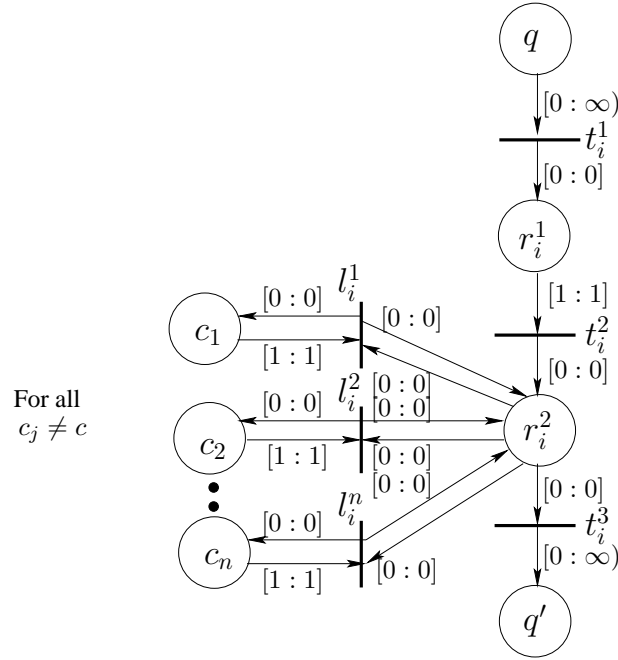 q
[0 : ∞)
t_i^1
[0 : 0]
r_i^1
[1 : 1]
t_i^2
[0 : 0]
l_i^1
[0 : 0]
[0 : 0]
c_1
[1 : 1]
For all
c_j ≠ c
l_i^2
[0 : 0]
[0 : 0]
[0 : 0]
c_2
[1 : 1]
[0 : 0]
[0 : 0]
r_i^2
[0 : 0]
l_i^n
[0 : 0]
c_n
[1 : 1]
[0 : 0]
t_i^3
[0 : ∞)
q′